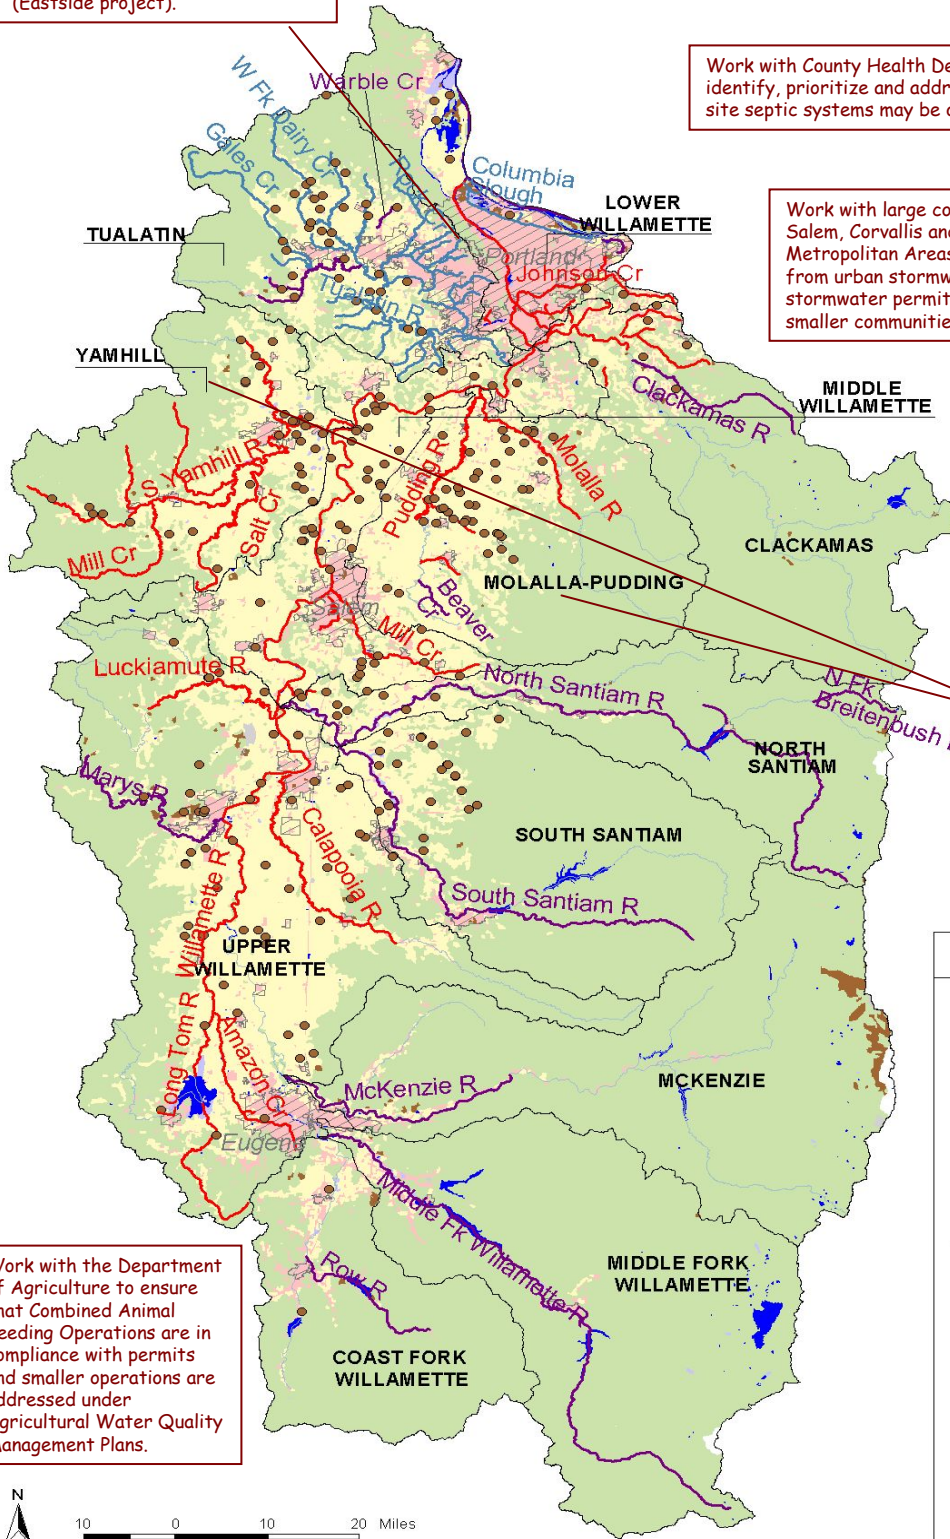 (Eastside project).
Work with County Health De
identify, prioritize and addr
site septic systems may be
Warble Cr
W Fk Dairy Cr
Gales Cr
Columbia
Slough
LOWER
WILLAMETTE
Work with large co
Salem, Corvallis and
Metropolitan Areas
from urban stormw
stormwater permit
smaller communitie
TUALATIN
Portland
Johnson Cr
Tualatin R
YAMHILL
MIDDLE
WILLAMETTE
Clackamas R
S Yamhill R
Pudding R
Molalla R
Salt Cr
Mill Cr
CLACKAMAS
MOLALLA-PUDDING
Beaver
Cr
Salem
Mill Cr
Luckiamute R
North Santiam R
N Fk
Breitenbush
NORTH
SANTIAM
Marys R
Calapooia R
SOUTH SANTIAM
South Santiam R
Willamette R
UPPER
WILLAMETTE
Long Tom R
Amazon Cr
McKenzie R
MCKENZIE
Eugene
Middle Fk Willamette R
MIDDLE FORK
WILLAMETTE
Row R
COAST FORK
WILLAMETTE
Work with the Department
f Agriculture to ensure
hat Combined Animal
eeding Operations are in
ompliance with permits
nd smaller operations are
ddressed under
gricultural Water Quality
anagement Plans.
N
10 0 10 20 Miles